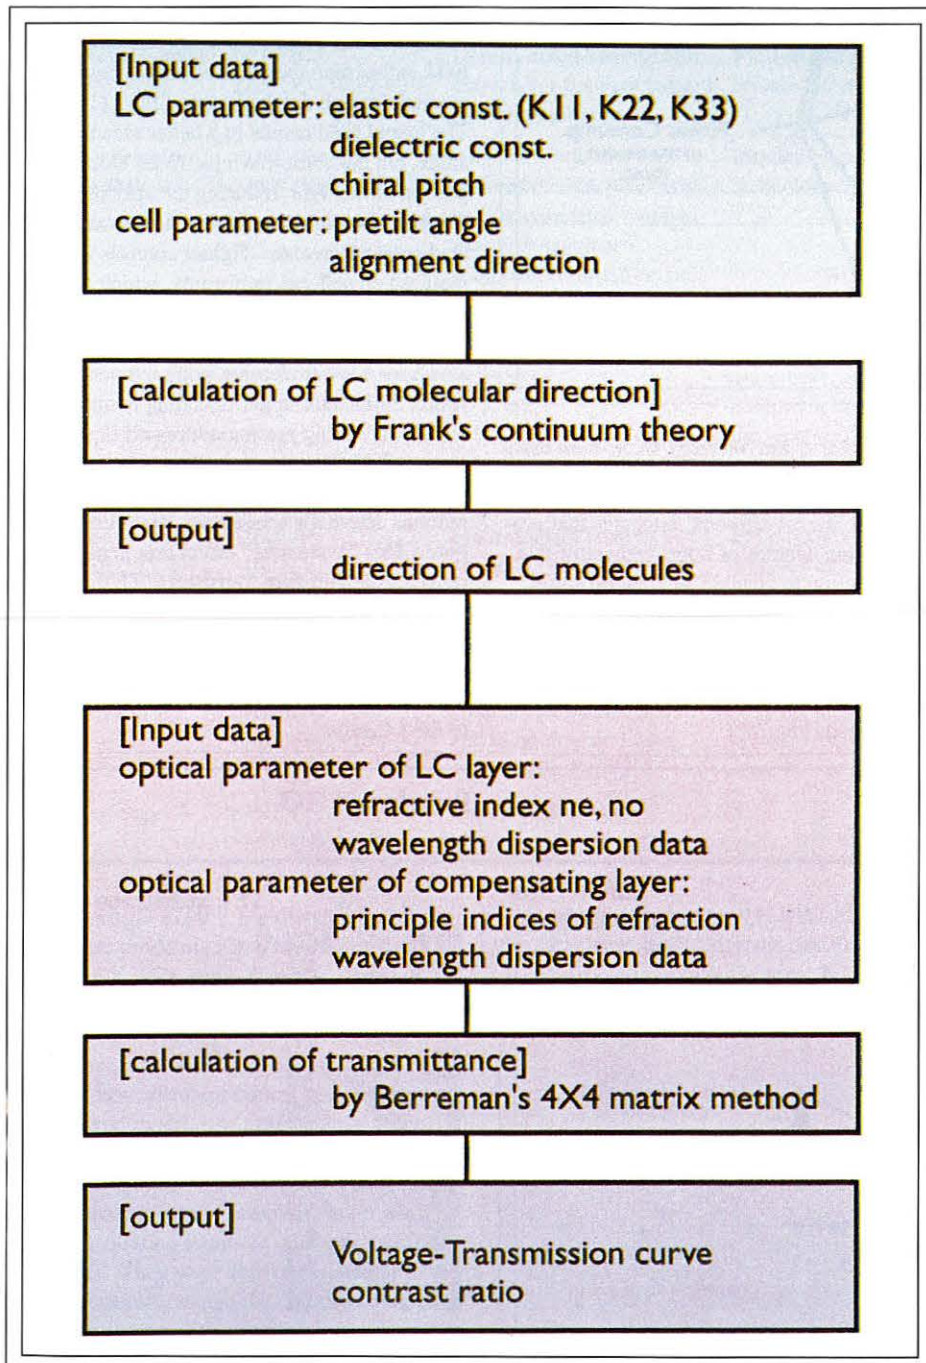 [Input data]
LC parameter: elastic const. (K11, K22, K33)
dielectric const.
chiral pitch
cell parameter: pretilt angle
alignment direction
[calculation of LC molecular direction]
by Frank's continuum theory
[output]
direction of LC molecules
[Input data]
optical parameter of LC layer:
refractive index ne, no
wavelength dispersion data
optical parameter of compensating layer:
principle indices of refraction
wavelength dispersion data
[calculation of transmittance]
by Berreman's 4X4 matrix method
[output]
Voltage-Transmission curve
contrast ratio